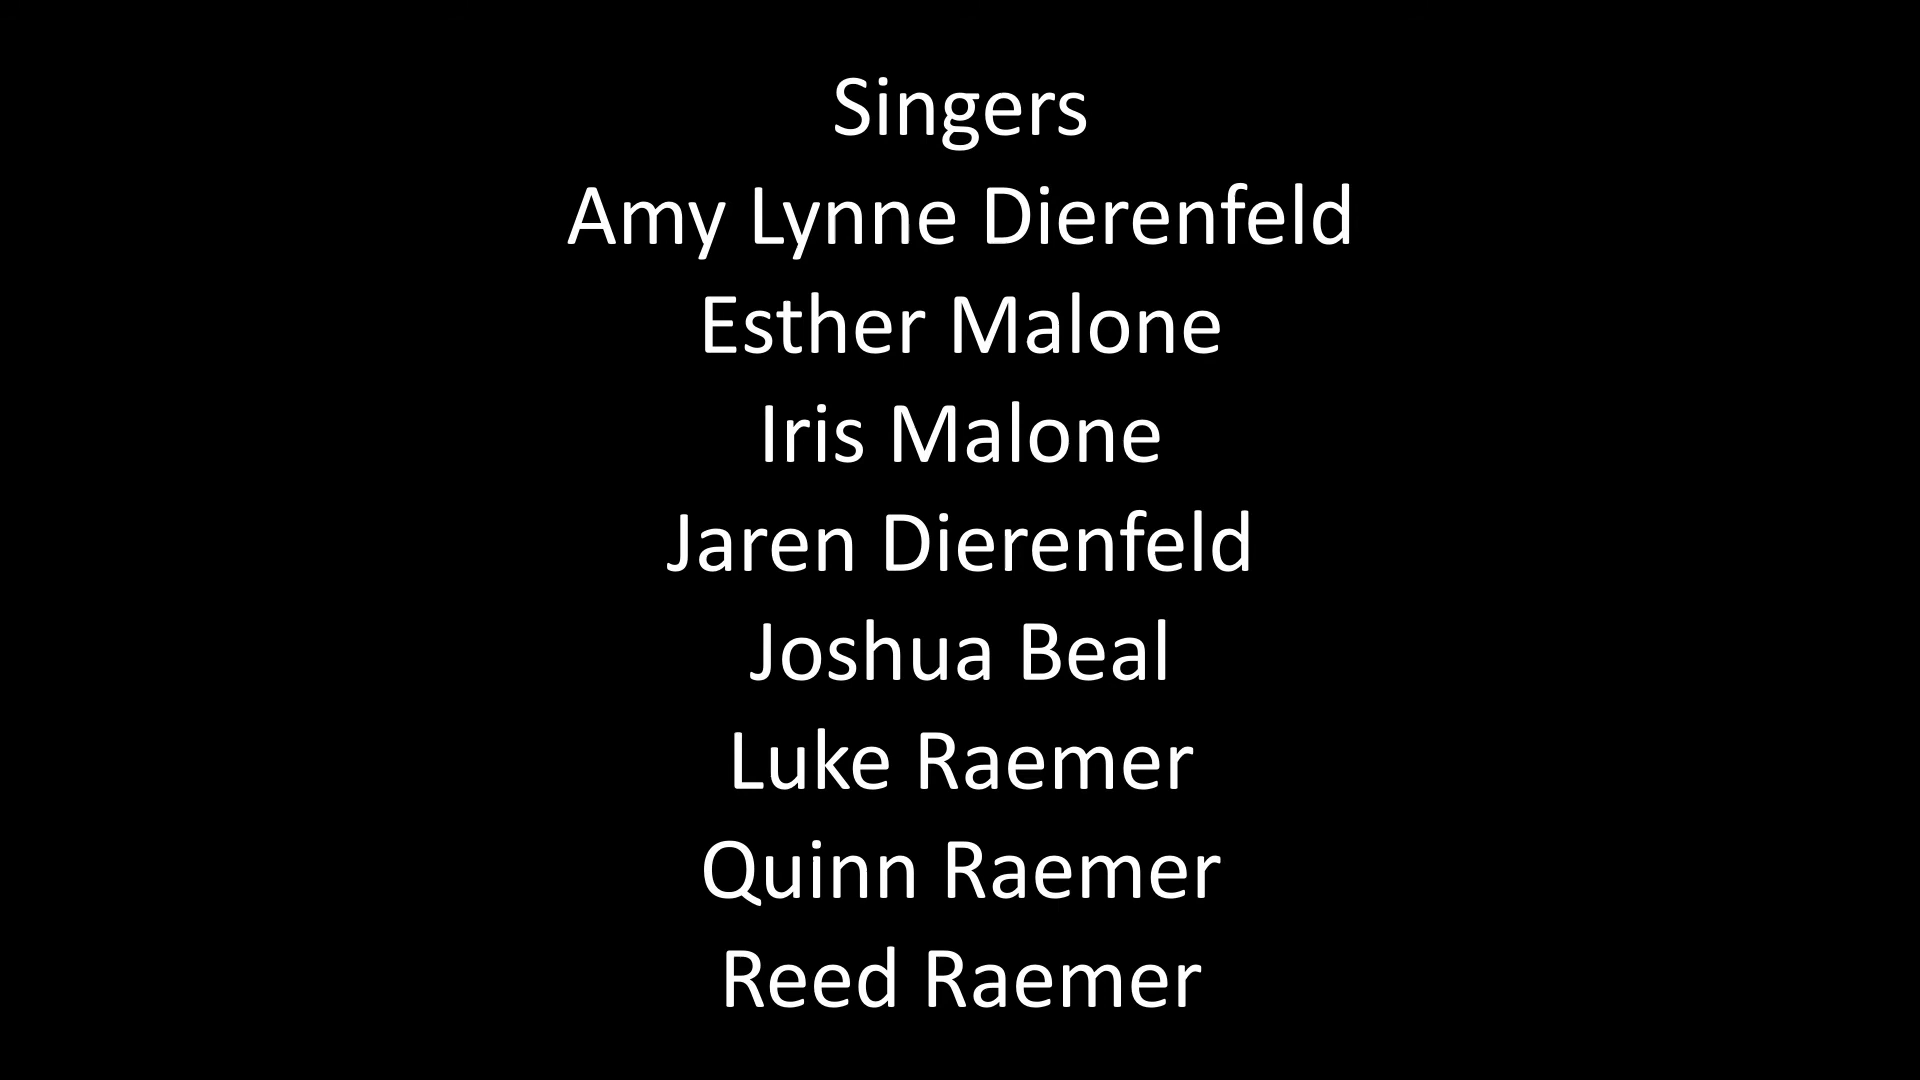 Singers
Amy Lynne Dierenfeld
Esther Malone
Iris Malone
Jaren Dierenfeld
Joshua Beal
Luke Raemer
Quinn Raemer
Reed Raemer